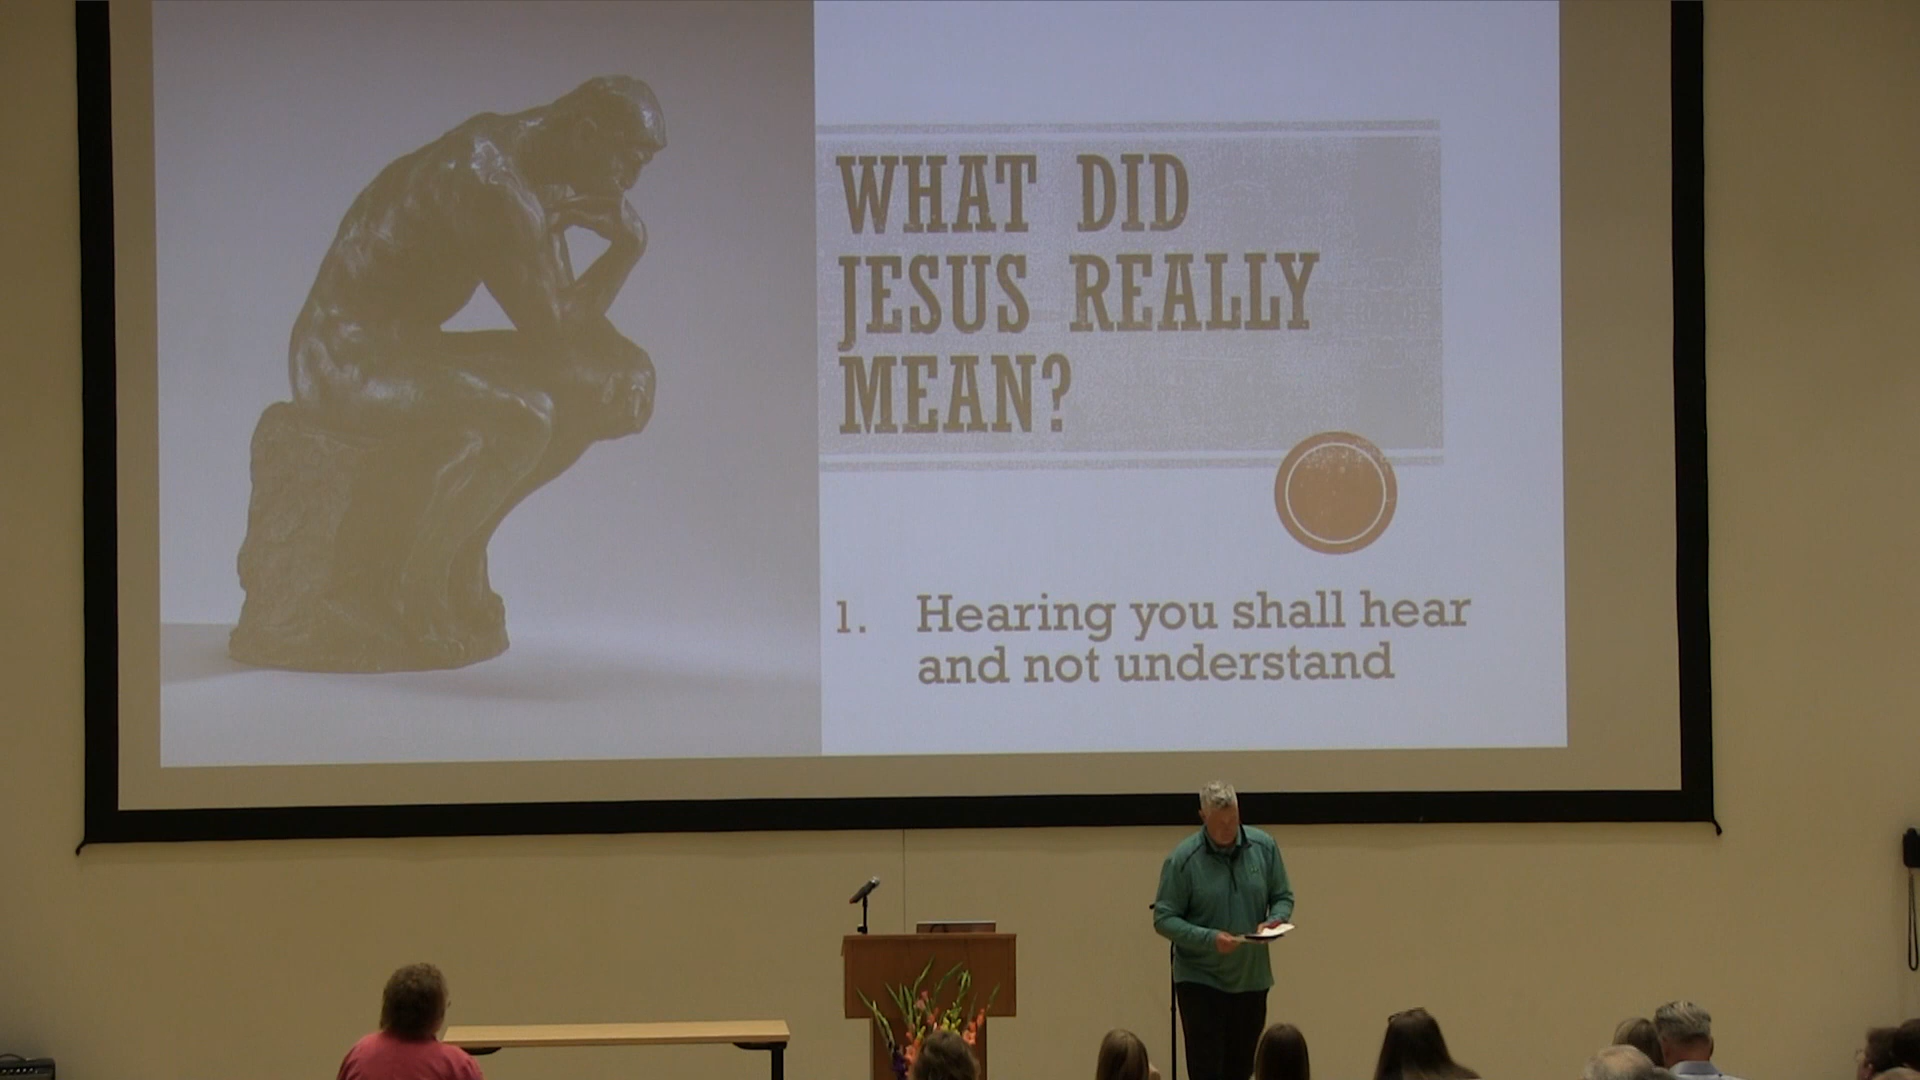 WHAT DID
JESUS REALLY
MEAN?
1. Hearing you shall hear
and not understand